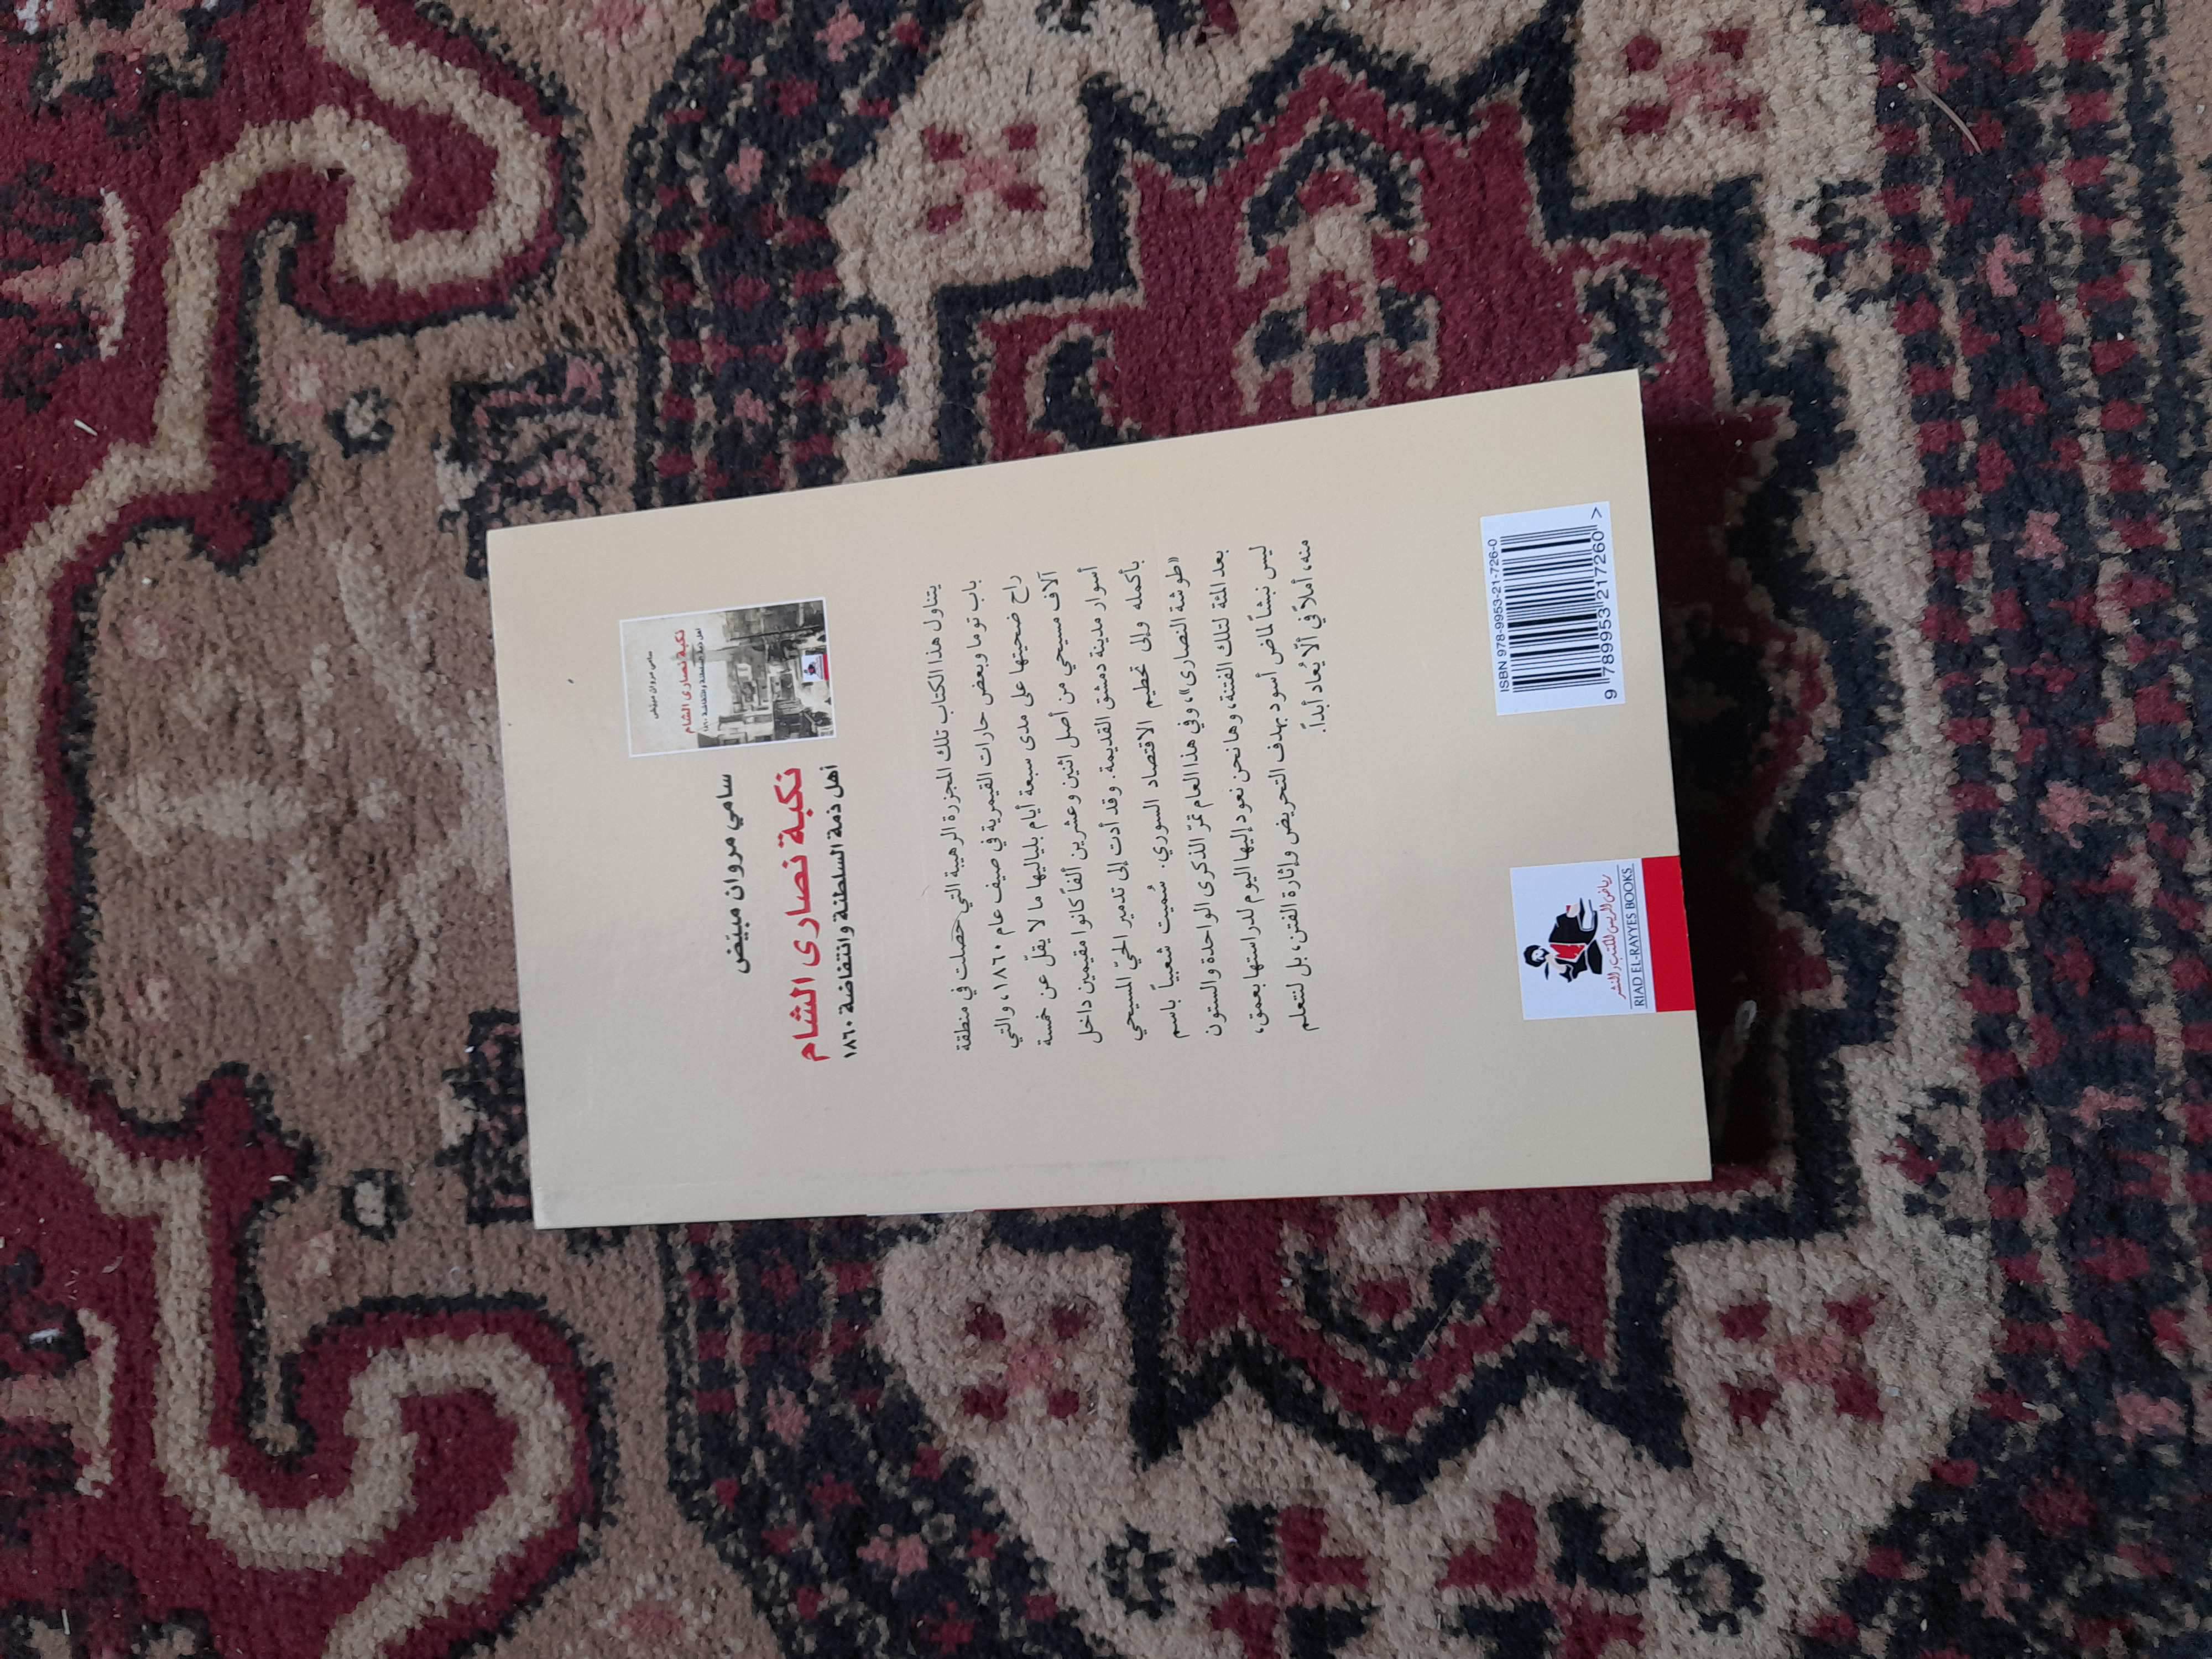 سامي مروان مبيّض
نكبة نصارى الشام
أهل ذمة السلطنة وانتفاضة ١٨٦٠
سامي مروان مبيّض
نكبة نصارى الشام
أهل ذمة السلطنة وانتفاضة ١٨٦٠
يتناول هذا الكتاب تلك المجزرة الرهيبة التي حصلت في منطقة
باب توما وبعض حارات القيمرية في صيف عام ١٨٦٠، والتي
راح ضحيتها على مدى سبعة أيام بلياليها ما لا يقلّ عن خمسة
آلاف مسيحي من أصل اثنين وعشرين ألفاً كانوا مقيمين داخل
أسوار مدينة دمشق القديمة. وقد أدت إلى تدمير الحيّ المسيحي
بأكمله وإلى تحطيم الاقتصاد السوري. سُميت شعبياً باسم
«طوشة النصارى»، وفي هذا العام تمرّ الذكرى الواحدة والستون
بعد المئة لتلك الفتنة، وها نحن نعود إليها اليوم لدراستها بعمق،
ليس نبشاً لماض أسود بهدف التحريض وإثارة الفتن، بل لنتعلم
منه، أملاً في ألّا يُعاد أبداً.
ISBN 978-9953-21-726-0
9 789953 217260 >
رياض الريس للكتب والنشر
RIAD EL-RAYYES BOOKS